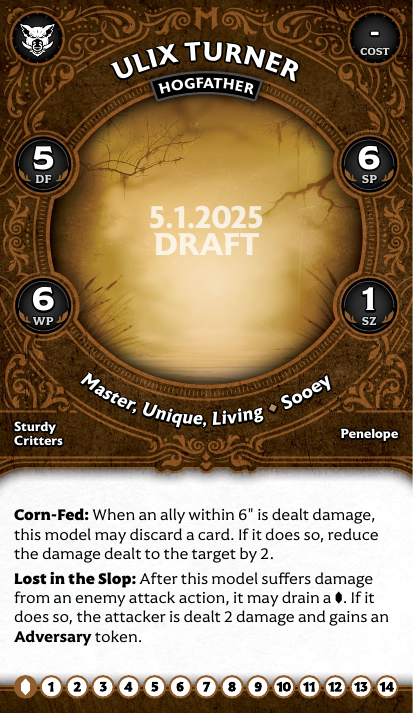 -
COST
ULIX TURNER
HOGFATHER
5
DF
6
SP
5.1.2025
DRAFT
6
WP
1
SZ
Master, Unique, Living ◆ Sooey
Sturdy
Critters
Penelope
Corn-Fed: When an ally within 6" is dealt damage,
this model may discard a card. If it does so, reduce
the damage dealt to the target by 2.
Lost in the Slop: After this model suffers damage
from an enemy attack action, it may drain a ⬮. If it
does so, the attacker is dealt 2 damage and gains an
Adversary token.
1 2 3 4 5 6 7 8 9 10 11 12 13 14